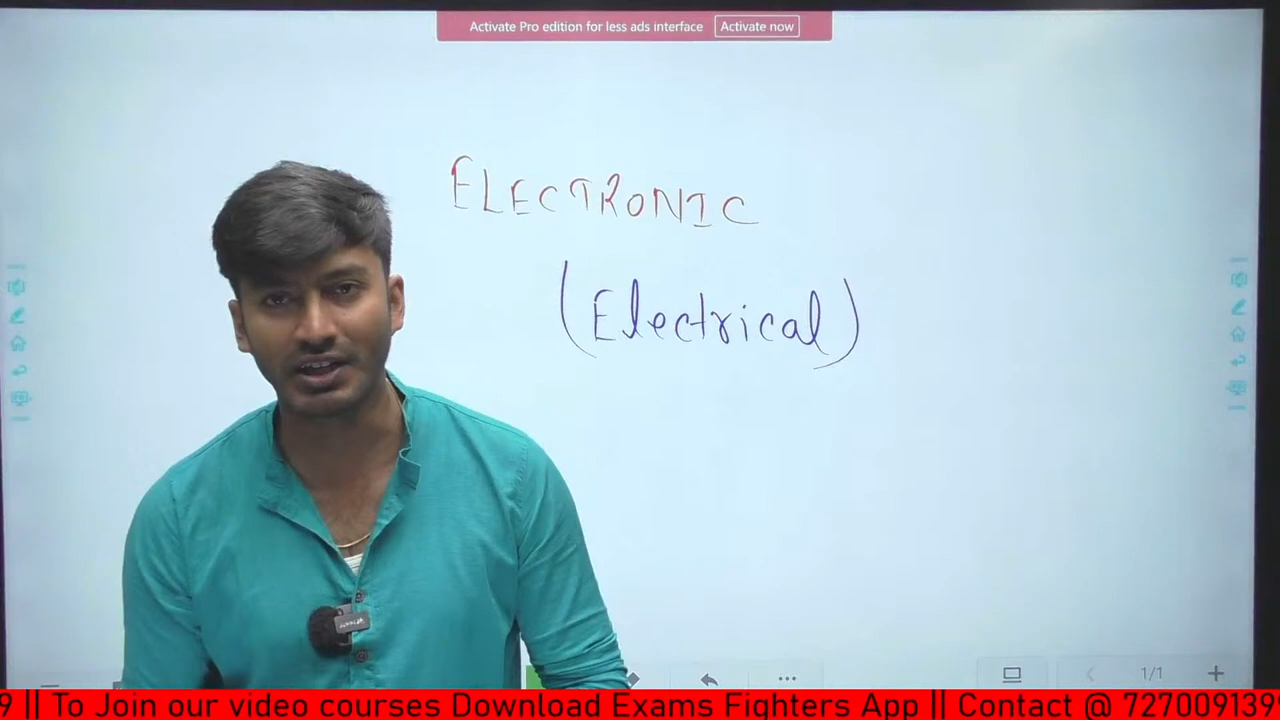 Activate Pro edition for less ads interface Activate now
ELECTRONIC
(Electrical)
1/1
9 || To Join our video courses Download Exams Fighters App || Contact @ 727009139